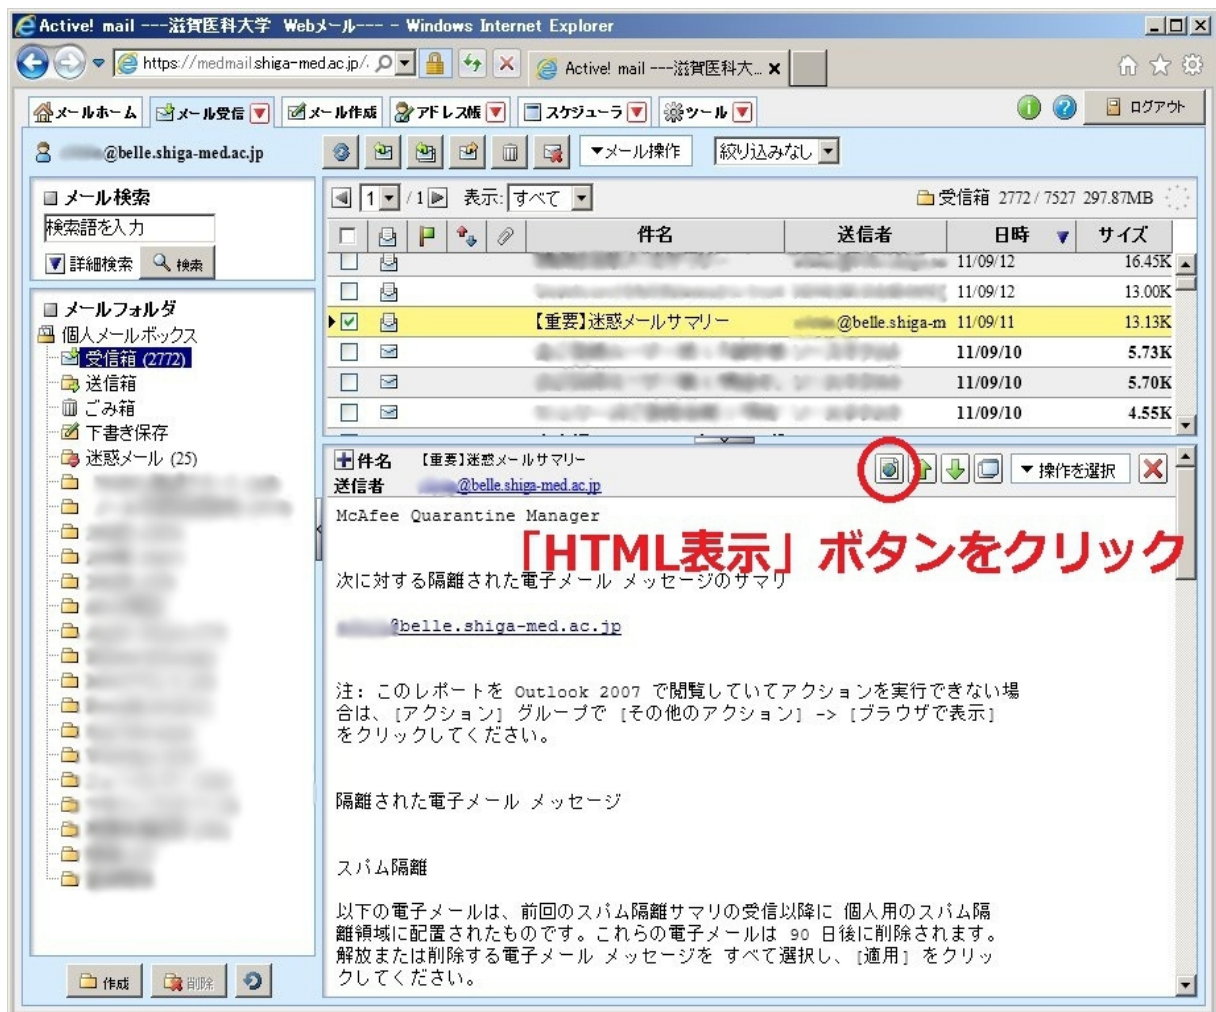 Active! mail ---滋賀医科大学 Webメール--- - Windows Internet Explorer
https://medmail.shiga-med.ac.jp/
Active! mail ---滋賀医科大...
メールホーム メール受信 メール作成 アドレス帳 スケジューラ ツール ログアウト
@belle.shiga-med.ac.jp
▼メール操作 絞り込みなし
メール検索
検索語を入力
詳細検索 検索
メールフォルダ
個人メールボックス
受信箱 (2772)
送信箱
ごみ箱
下書き保存
迷惑メール (25)
作成 削除
1 / 1 表示: すべて 受信箱 2772 / 7527 297.87MB
件名 送信者 日時 ▼ サイズ
11/09/12 16.45K
11/09/12 13.00K
【重要】迷惑メールサマリー @belle.shiga-m 11/09/11 13.13K
11/09/10 5.73K
11/09/10 5.70K
11/09/10 4.55K
件名 【重要】迷惑メールサマリー
▼操作を選択
送信者 @belle.shiga-med.ac.jp
McAfee Quarantine Manager
「HTML表示」ボタンをクリック
次に対する隔離された電子メール メッセージのサマリ
@belle.shiga-med.ac.jp
注: このレポートを Outlook 2007 で閲覧していてアクションを実行できない場
合は、[アクション] グループで [その他のアクション] -> [ブラウザで表示]
をクリックしてください。
隔離された電子メール メッセージ
スパム隔離
以下の電子メールは、前回のスパム隔離サマリの受信以降に 個人用のスパム隔
離領域に配置されたものです。これらの電子メールは 90 日後に削除されます。
解放または削除する電子メール メッセージを すべて選択し、[適用] をクリッ
クしてください。